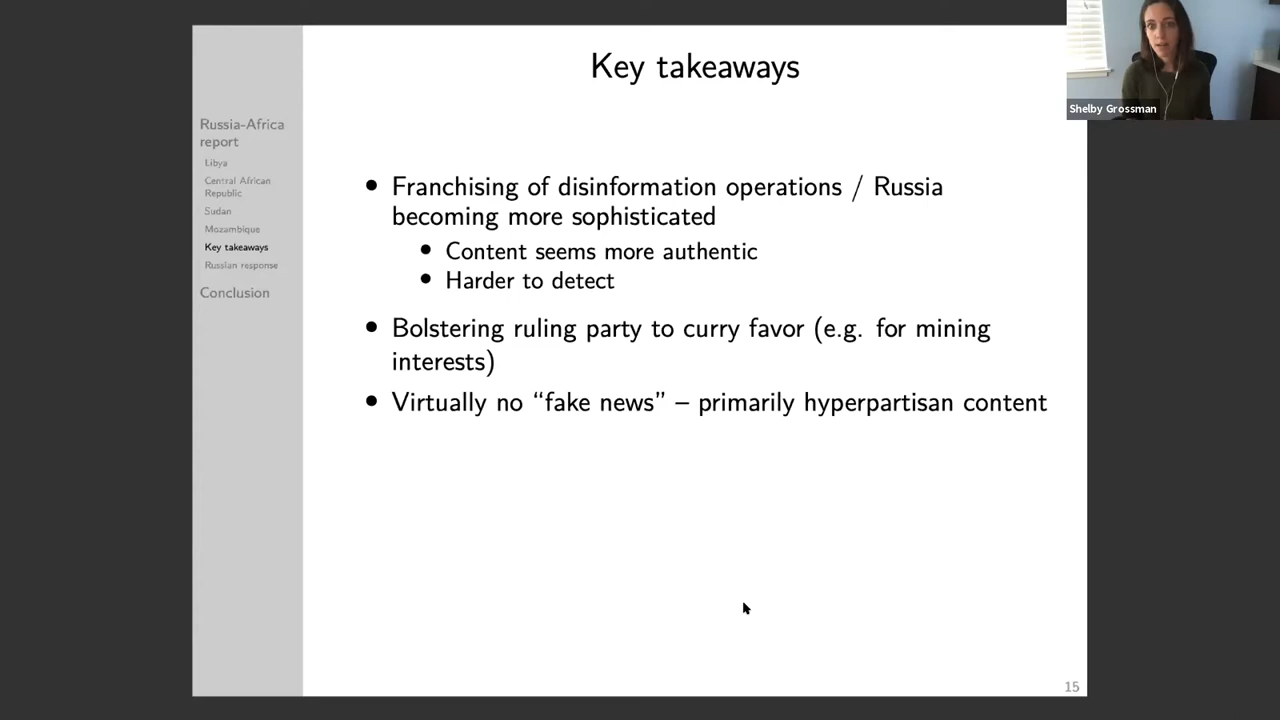 Key takeaways
Shelby Grossman
Russia-Africa
report
Libya
Central African
Republic
Sudan
Mozambique
Key takeaways
Russian response
Conclusion
• Franchising of disinformation operations / Russia
becoming more sophisticated
• Content seems more authentic
• Harder to detect
• Bolstering ruling party to curry favor (e.g. for mining
interests)
• Virtually no “fake news” – primarily hyperpartisan content
15